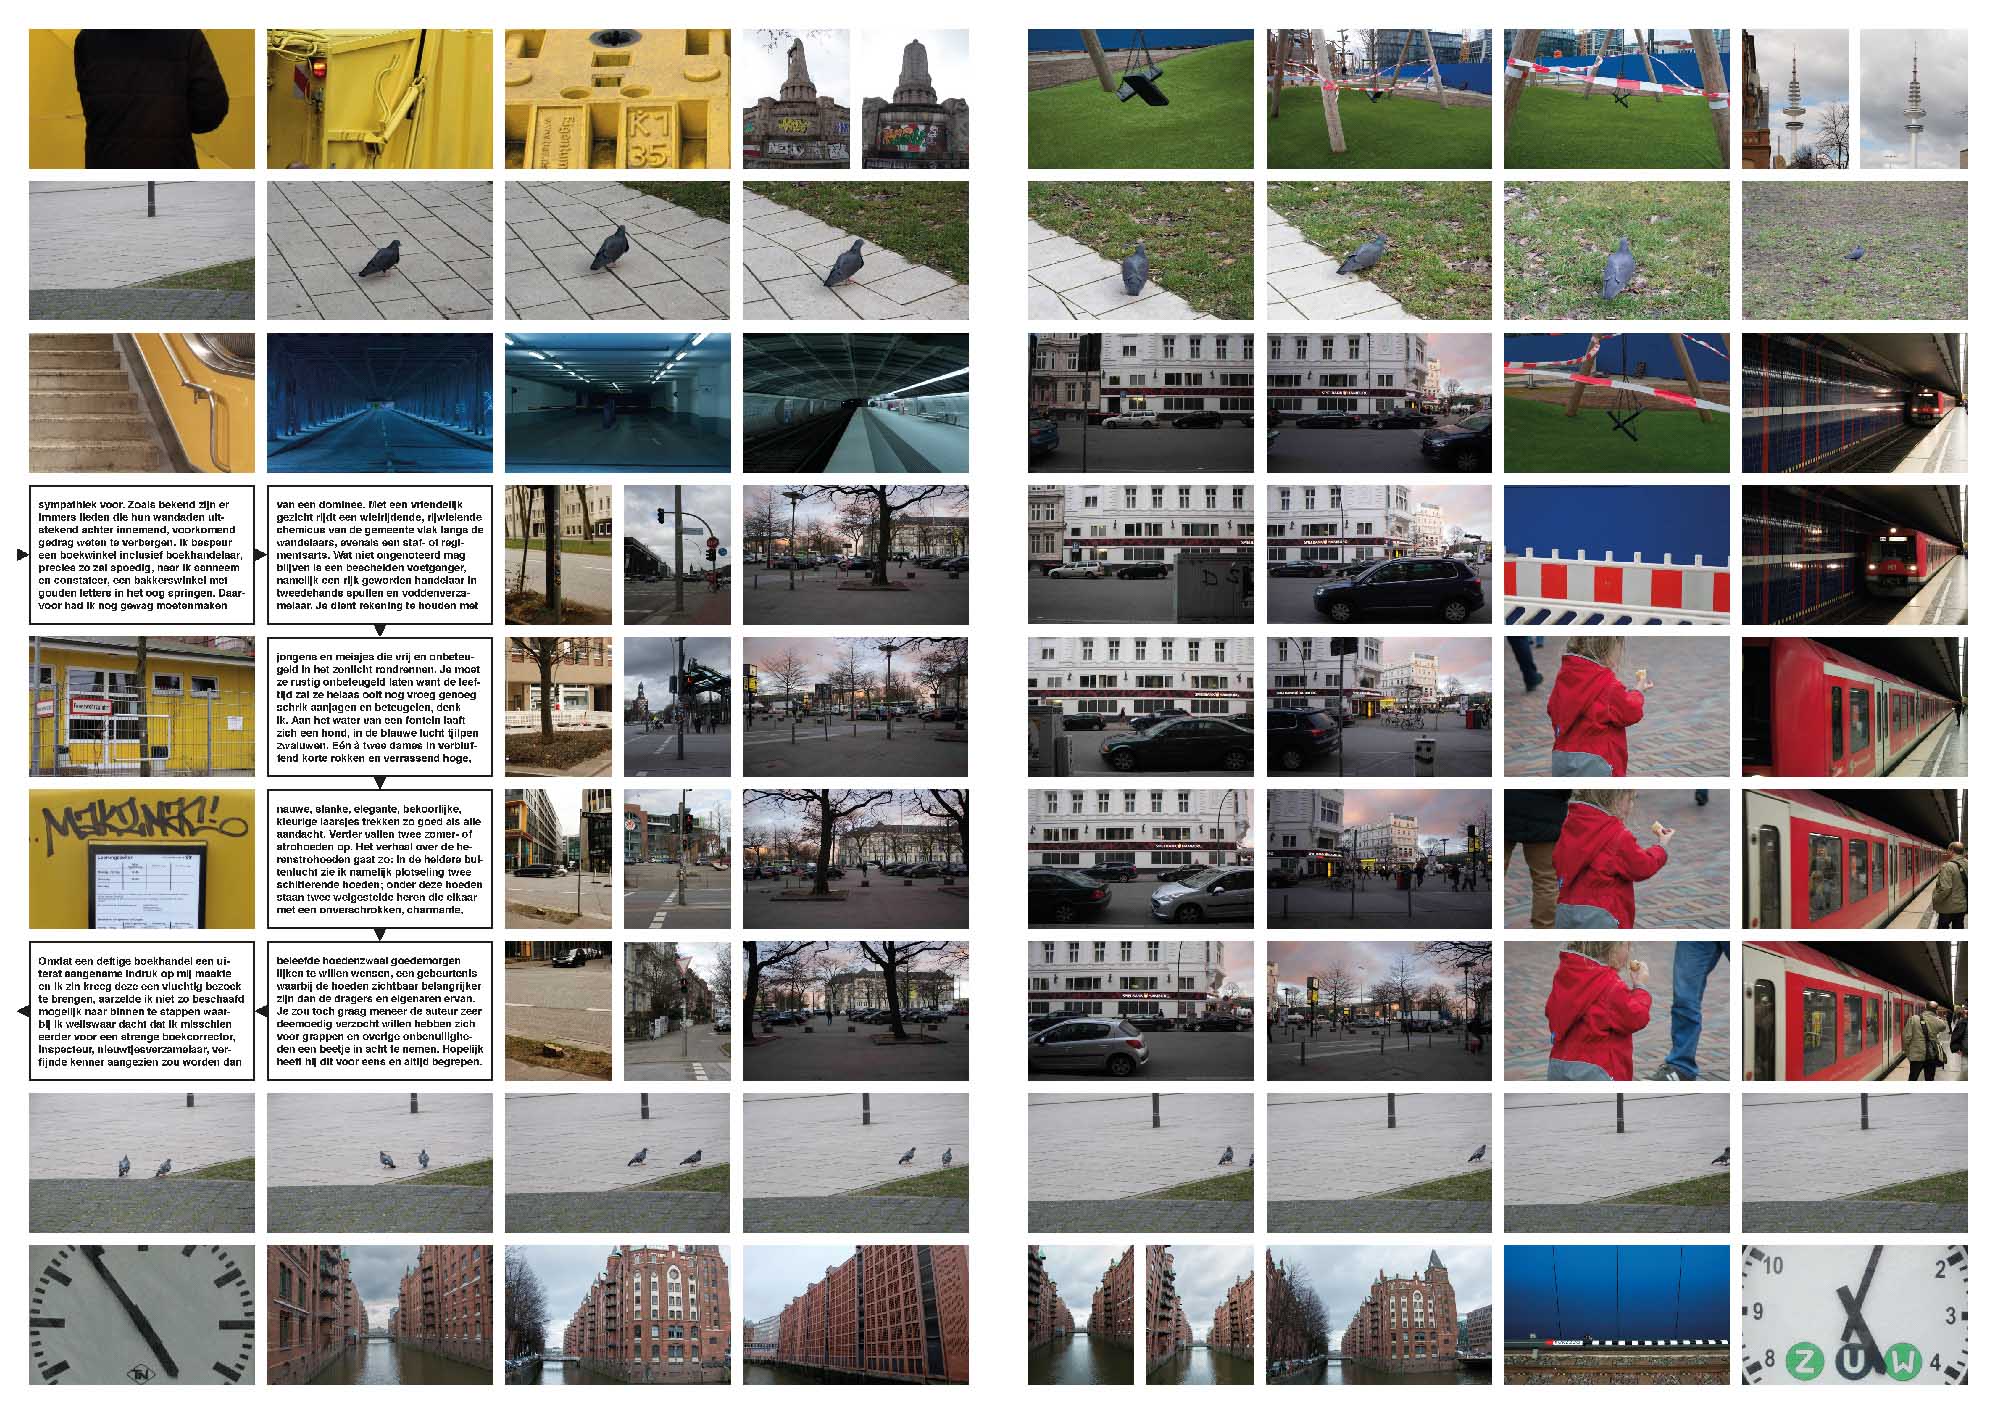 K1
35
Eigentum
sympathiek voor. Zoals bekend zijn er
immers lieden die hun wandaden uit-
stekend achter innemend, voorkomend
gedrag weten te verbergen. Ik bespeur
een boekwinkel inclusief boekhandelaar,
precies zo zal spoedig, naar ik aanneem
en constateer, een bakkerswinkel met
gouden letters in het oog springen. Daar-
voor had ik nog gewag moetenmaken
van een dominee. Met een vriendelijk
gezicht rijdt een wielrijdende, rijwielende
chemicus van de gemeente vlak langs de
wandelaars, evenals een staf- of regi-
mentsarts. Wat niet ongenoteerd mag
blijven is een bescheiden voetganger,
namelijk een rijk geworden handelaar in
tweedehands spullen en voddenverza-
melaar. Je dient rekening te houden met
jongens en meisjes die vrij en onbeteu-
geld in het zonlicht rondrennen. Je moet
ze rustig onbeteugeld laten want de leef-
tijd zal ze helaas ooit nog vroeg genoeg
schrik aanjagen en beteugelen, denk
ik. Aan het water van een fontein laaft
zich een hond, in de blauwe lucht tjilpen
zwaluwen. Eén à twee dames in verbluf-
fend korte rokken en verrassend hoge,
nauwe, slanke, elegante, bekoorlijke,
kleurige laarsjes trekken zo goed als alle
aandacht. Verder vallen twee zomer- of
strohoeden op. Het verhaal over de he-
renstrohoeden gaat zo: in de heldere bui-
tenlucht zie ik namelijk plotseling twee
schitterende hoeden; onder deze hoeden
staan twee welgestelde heren die elkaar
met een onverschrokken, charmante,
beleefde hoedenzwaai goedemorgen
lijken te willen wensen, een gebeurtenis
waarbij de hoeden zichtbaar belangrijker
zijn dan de dragers en eigenaren ervan.
Je zou toch graag meneer de auteur zeer
deemoedig verzocht willen hebben zich
voor grappen en overige onbenullighe-
den een beetje in acht te nemen. Hopelijk
heeft hij dit voor eens en altijd begrepen.
Omdat een deftige boekhandel een ui-
terst aangename indruk op mij maakte
en ik zin kreeg deze een vluchtig bezoek
te brengen, aarzelde ik niet zo beschaafd
mogelijk naar binnen te stappen waar-
bij ik weliswaar dacht dat ik misschien
eerder voor een strenge boekcorrector,
inspecteur, nieuwtjesverzamelaar, ver-
fijnde kenner aangezien zou worden dan
SPIELBANK HAMBURG
SPIELBANK HAMBURG
TN
10
2
9
3
8
Z U W
4